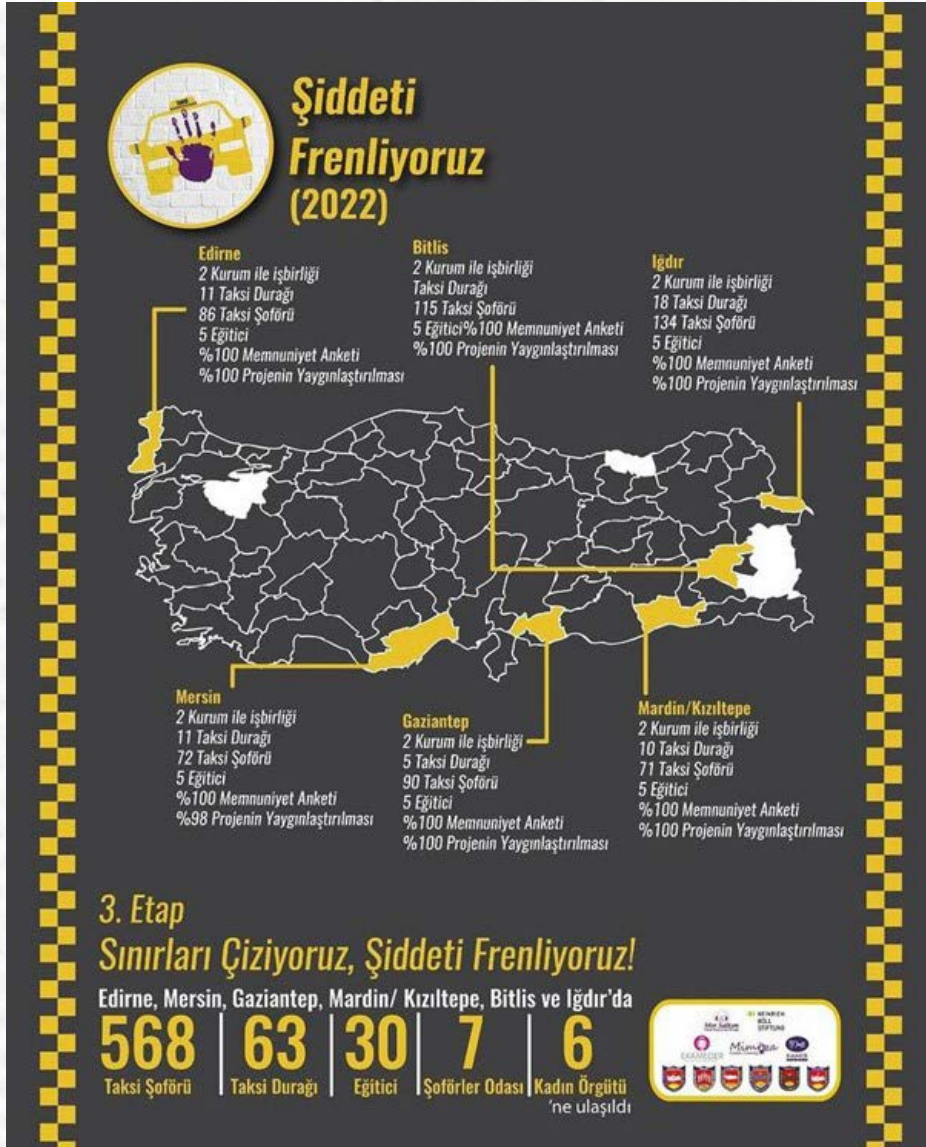 Şiddeti
Frenliyoruz
(2022)
Edirne
2 Kurum ile işbirliği
11 Taksi Durağı
86 Taksi Şoförü
5 Eğitici
%100 Memnuniyet Anketi
%100 Projenin Yaygınlaştırılması
Bitlis
2 Kurum ile işbirliği
Taksi Durağı
115 Taksi Şoförü
5 Eğitici%100 Memnuniyet Anketi
%100 Projenin Yaygınlaştırılması
Iğdır
2 Kurum ile işbirliği
18 Taksi Durağı
134 Taksi Şoförü
5 Eğitici
%100 Memnuniyet Anketi
%100 Projenin Yaygınlaştırılması
Mersin
2 Kurum ile işbirliği
11 Taksi Durağı
72 Taksi Şoförü
5 Eğitici
%100 Memnuniyet Anketi
%98 Projenin Yaygınlaştırılması
Gaziantep
2 Kurum ile işbirliği
5 Taksi Durağı
90 Taksi Şoförü
5 Eğitici
%100 Memnuniyet Anketi
%100 Projenin Yaygınlaştırılması
Mardin/Kızıltepe
2 Kurum ile işbirliği
10 Taksi Durağı
71 Taksi Şoförü
5 Eğitici
%100 Memnuniyet Anketi
%100 Projenin Yaygınlaştırılması
3. Etap
Sınırları Çiziyoruz, Şiddeti Frenliyoruz!
Edirne, Mersin, Gaziantep, Mardin/ Kızıltepe, Bitlis ve Iğdır'da
568
Taksi Şoförü
63
Taksi Durağı
30
Eğitici
7
Şoförler Odası
6
Kadın Örgütü
'ne ulaşıldı
HEINRICH
BÖLL
STIFTUNG